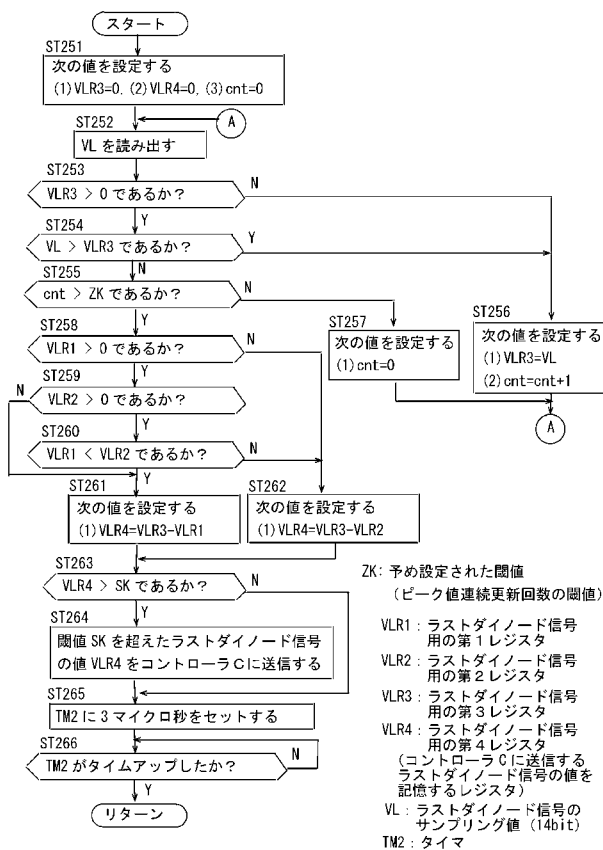 スタート
ST251
次の値を設定する
(1)VLR3=0, (2)VLR4=0, (3)cnt=0
A
ST252
VL を読み出す
ST253
VLR3 > 0 であるか？
N
Y
ST254
VL > VLR3 であるか？
Y
N
ST255
cnt > ZK であるか？
N
Y
ST256
次の値を設定する
(1)VLR3=VL
(2)cnt=cnt+1
ST257
次の値を設定する
(1)cnt=0
A
ST258
VLR1 > 0 であるか？
N
Y
ST259
N
VLR2 > 0 であるか？
Y
ST260
VLR1 < VLR2 であるか？
N
Y
ST261
次の値を設定する
(1)VLR4=VLR3-VLR1
ST262
次の値を設定する
(1)VLR4=VLR3-VLR2
ST263
VLR4 > SK であるか？
N
Y
ST264
閾値 SK を超えたラストダイノード信号
の値 VLR4 をコントローラＣに送信する
ST265
TM2 に 3 マイクロ秒をセットする
ST266
TM2 がタイムアップしたか？
N
Y
リターン
ZK: 予め設定された閾値
(ピーク値連続更新回数の閾値)
VLR1：ラストダイノード信号
用の第１レジスタ
VLR2：ラストダイノード信号
用の第２レジスタ
VLR3：ラストダイノード信号
用の第３レジスタ
VLR4：ラストダイノード信号
用の第４レジスタ
(コントローラＣに送信する
ラストダイノード信号の値を
記憶するレジスタ)
VL：ラストダイノード信号の
サンプリング値 (14bit)
TM2：タイマ